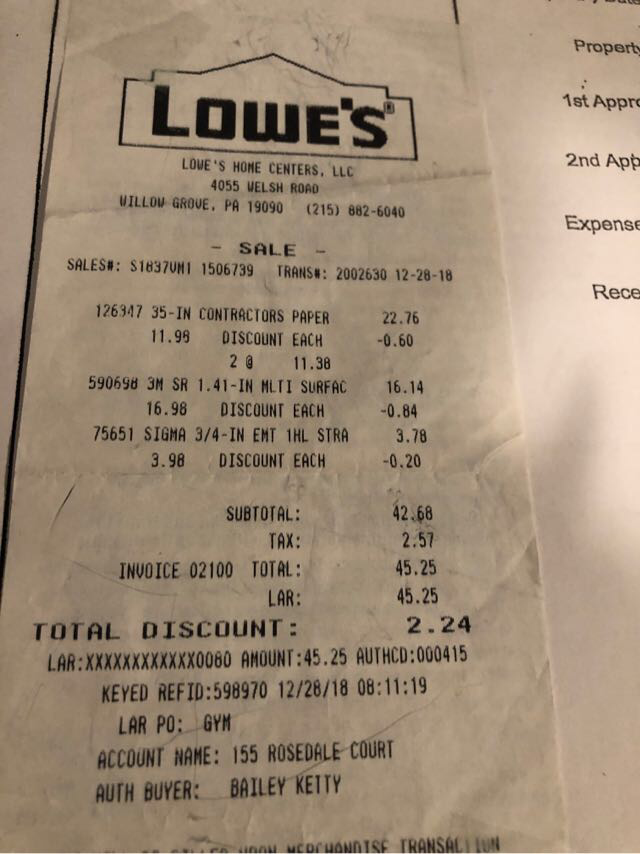 LOWE'S®
LOWE'S HOME CENTERS, LLC
4055 WELSH ROAD
WILLOW GROVE, PA 19090 (215) 882-6040
- SALE -
SALES#: S1837VM1 1506739 TRANS#: 2002630 12-28-18
126347 35-IN CONTRACTORS PAPER 22.76
11.98 DISCOUNT EACH -0.60
2 @ 11.38
590698 3M SR 1.41-IN MLTI SURFAC 16.14
16.98 DISCOUNT EACH -0.84
75651 SIGMA 3/4-IN EMT 1HL STRA 3.78
3.98 DISCOUNT EACH -0.20
SUBTOTAL: 42.68
TAX: 2.57
INVOICE 02100 TOTAL: 45.25
LAR: 45.25
TOTAL DISCOUNT: 2.24
LAR:XXXXXXXXXXXX0080 AMOUNT:45.25 AUTHCD:000415
KEYED REFID:598970 12/28/18 08:11:19
LAR PO: GYM
ACCOUNT NAME: 155 ROSEDALE COURT
AUTH BUYER: BAILEY KETTY
UPON MERCHANDISE TRANSACTION
Property
1st Appro
2nd App
Expense
Rece